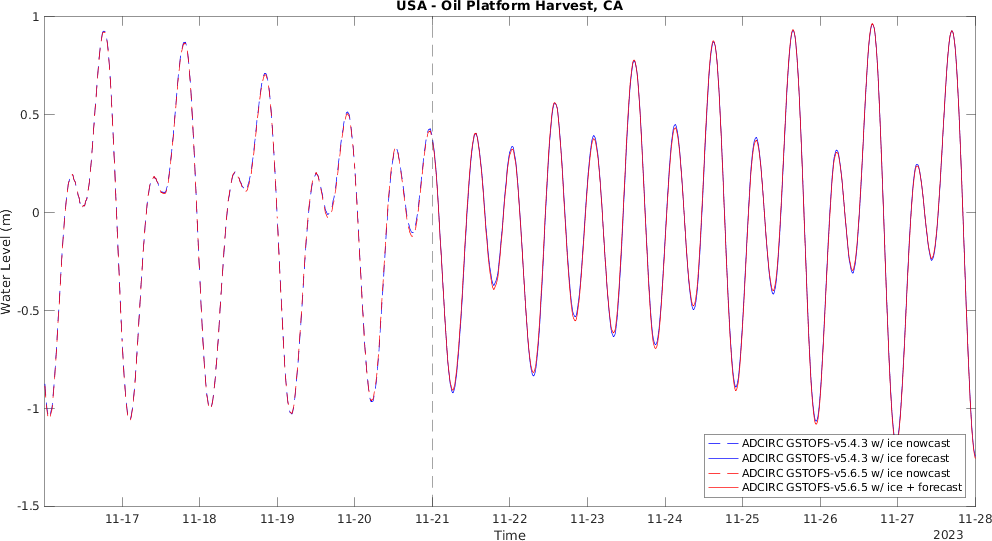 USA - Oil Platform Harvest, CA
1
0.5
0
-0.5
-1
-1.5
Water Level (m)
ADCIRC GSTOFS-v5.4.3 w/ ice nowcast
ADCIRC GSTOFS-v5.4.3 w/ ice forecast
ADCIRC GSTOFS-v5.6.5 w/ ice nowcast
ADCIRC GSTOFS-v5.6.5 w/ ice + forecast
11-17 11-18 11-19 11-20 11-21 11-22 11-23 11-24 11-25 11-26 11-27 11-28
Time
2023